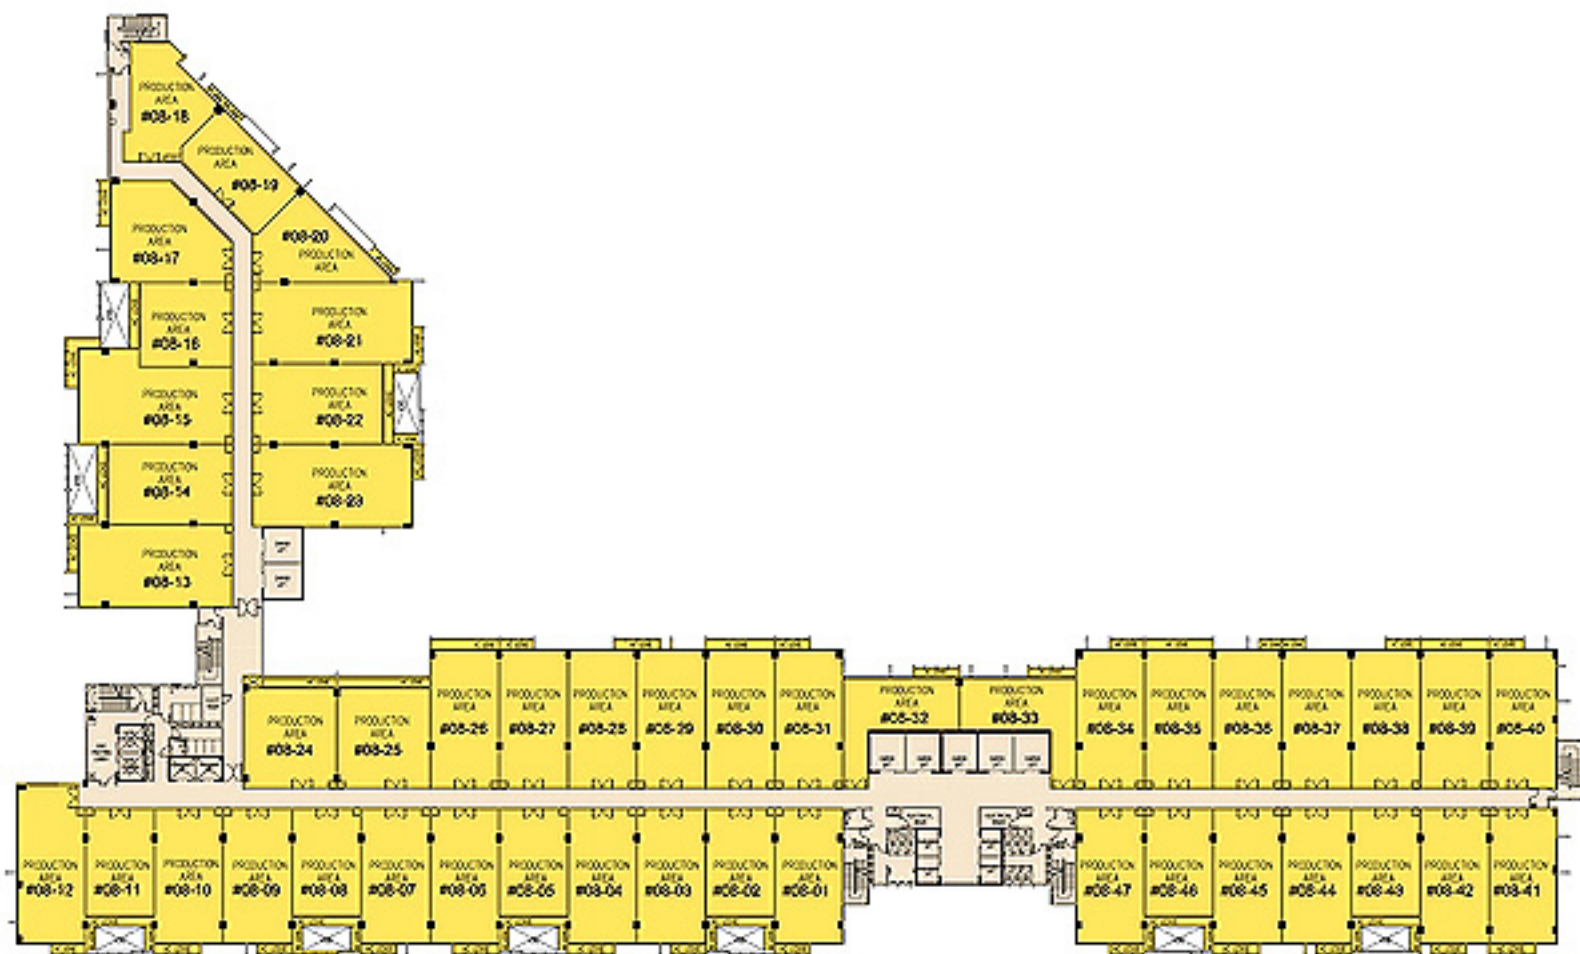 PRODUCTION
AREA
#08-18
PRODUCTION
AREA
#08-19
#08-20
PRODUCTION
AREA
PRODUCTION
AREA
#08-17
PRODUCTION
AREA
#08-16
PRODUCTION
AREA
#08-21
PRODUCTION
AREA
#08-15
PRODUCTION
AREA
#08-22
PRODUCTION
AREA
#08-14
PRODUCTION
AREA
#08-23
PRODUCTION
AREA
#08-13
PRODUCTION
AREA
#08-24
PRODUCTION
AREA
#08-25
PRODUCTION
AREA
#08-26
PRODUCTION
AREA
#08-27
PRODUCTION
AREA
#08-28
PRODUCTION
AREA
#08-29
PRODUCTION
AREA
#08-30
PRODUCTION
AREA
#08-31
PRODUCTION
AREA
#08-32
PRODUCTION
AREA
#08-33
PRODUCTION
AREA
#08-34
PRODUCTION
AREA
#08-35
PRODUCTION
AREA
#08-36
PRODUCTION
AREA
#08-37
PRODUCTION
AREA
#08-38
PRODUCTION
AREA
#08-39
PRODUCTION
AREA
#08-40
PRODUCTION
AREA
#08-12
PRODUCTION
AREA
#08-11
PRODUCTION
AREA
#08-10
PRODUCTION
AREA
#08-09
PRODUCTION
AREA
#08-08
PRODUCTION
AREA
#08-07
PRODUCTION
AREA
#08-06
PRODUCTION
AREA
#08-05
PRODUCTION
AREA
#08-04
PRODUCTION
AREA
#08-03
PRODUCTION
AREA
#08-02
PRODUCTION
AREA
#08-01
PRODUCTION
AREA
#08-47
PRODUCTION
AREA
#08-46
PRODUCTION
AREA
#08-45
PRODUCTION
AREA
#08-44
PRODUCTION
AREA
#08-43
PRODUCTION
AREA
#08-42
PRODUCTION
AREA
#08-41